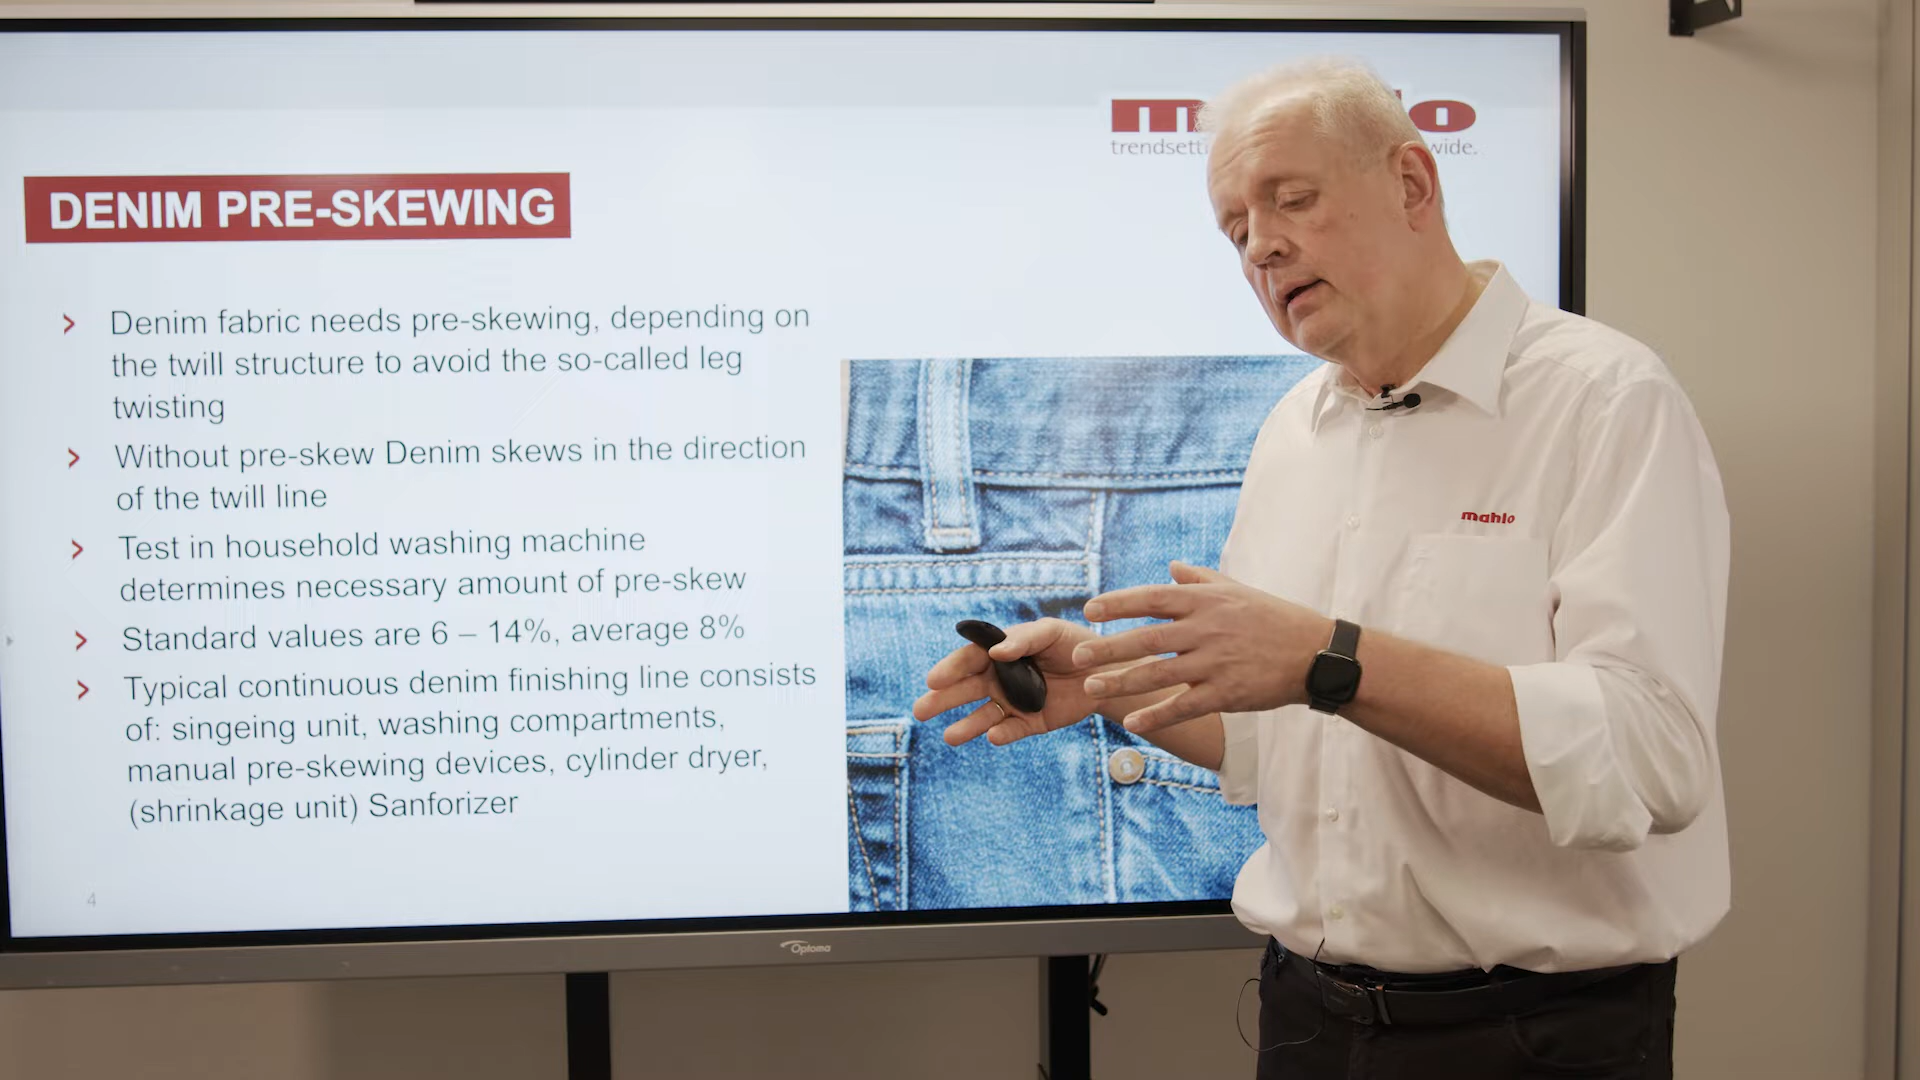 trendsetti
wide.
DENIM PRE-SKEWING
> Denim fabric needs pre-skewing, depending on
the twill structure to avoid the so-called leg
twisting
> Without pre-skew Denim skews in the direction
of the twill line
> Test in household washing machine
determines necessary amount of pre-skew
> Standard values are 6 – 14%, average 8%
> Typical continuous denim finishing line consists
of: singeing unit, washing compartments,
manual pre-skewing devices, cylinder dryer,
(shrinkage unit) Sanforizer
4
Optoma
mahlo